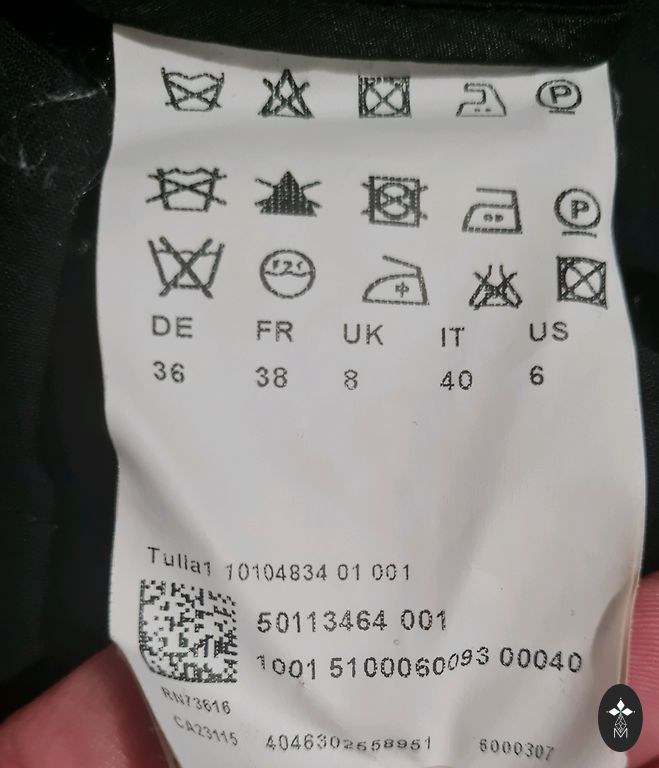 P
P
DE FR UK IT US
36 38 8 40 6
Tulla1 10104834 01 001
50113464 001
1001 5100060093 00040
RN73616
CA23115 4046302558951 6000307
M